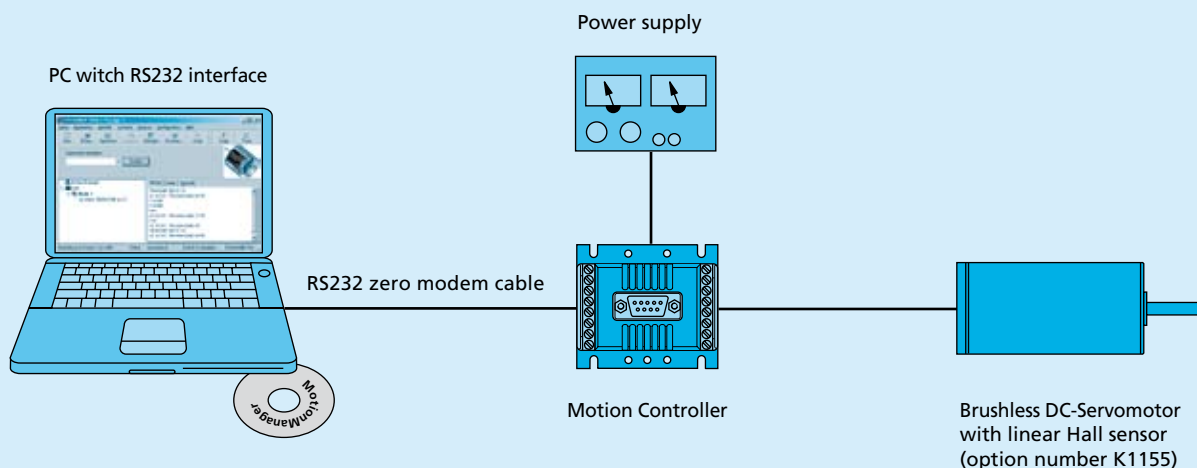 Power supply
PC witch RS232 interface
RS232 zero modem cable
MotionManager
Motion Controller
Brushless DC-Servomotor
with linear Hall sensor
(option number K1155)